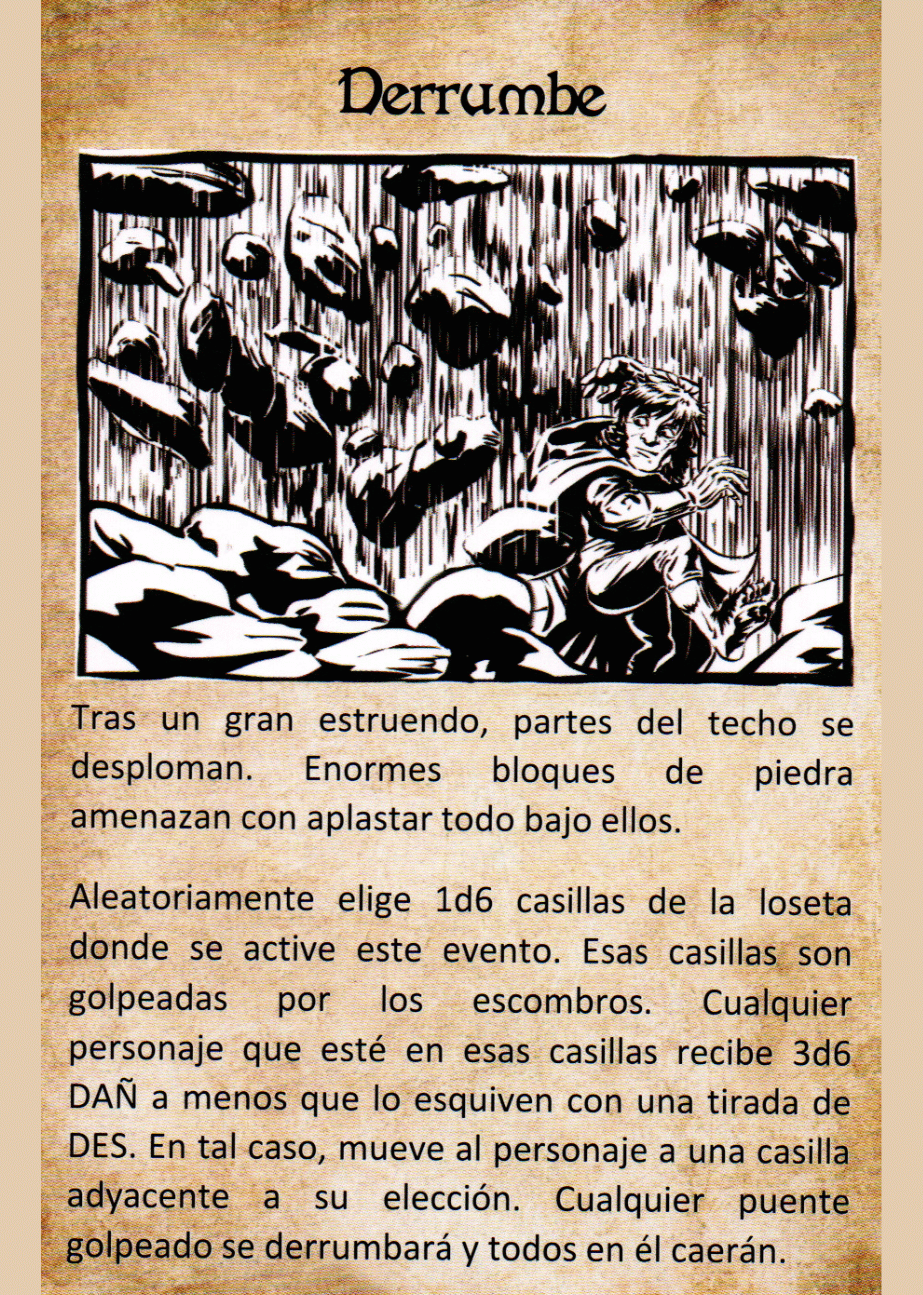 Derrumbe
Tras un gran estruendo, partes del techo se
desploman. Enormes bloques de piedra
amenazan con aplastar todo bajo ellos.
Aleatoriamente elige 1d6 casillas de la loseta
donde se active este evento. Esas casillas son
golpeadas por los escombros. Cualquier
personaje que esté en esas casillas recibe 3d6
DAÑ a menos que lo esquiven con una tirada de
DES. En tal caso, mueve al personaje a una casilla
adyacente a su elección. Cualquier puente
golpeado se derrumbará y todos en él caerán.